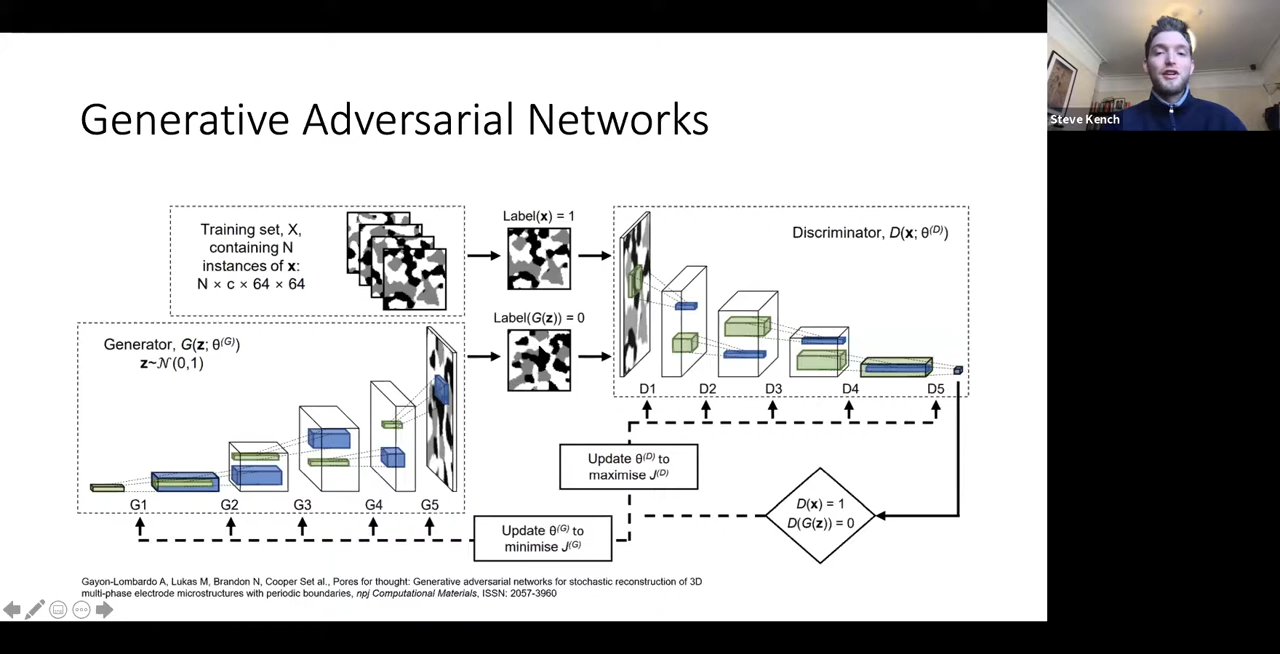 Generative Adversarial Networks
Steve Kench
Training set, X,
containing N
instances of x:
N × c × 64 × 64
Label(x) = 1
Label(G(z)) = 0
Discriminator, D(x; θ(D))
D1 D2 D3 D4 D5
Generator, G(z; θ(G))
z~𝒩(0,1)
G1 G2 G3 G4 G5
Update θ(D) to
maximise J(D)
Update θ(G) to
minimise J(G)
D(x) = 1
D(G(z)) = 0
Gayon-Lombardo A, Lukas M, Brandon N, Cooper Set al., Pores for thought: Generative adversarial networks for stochastic reconstruction of 3D
multi-phase electrode microstructures with periodic boundaries, npj Computational Materials, ISSN: 2057-3960